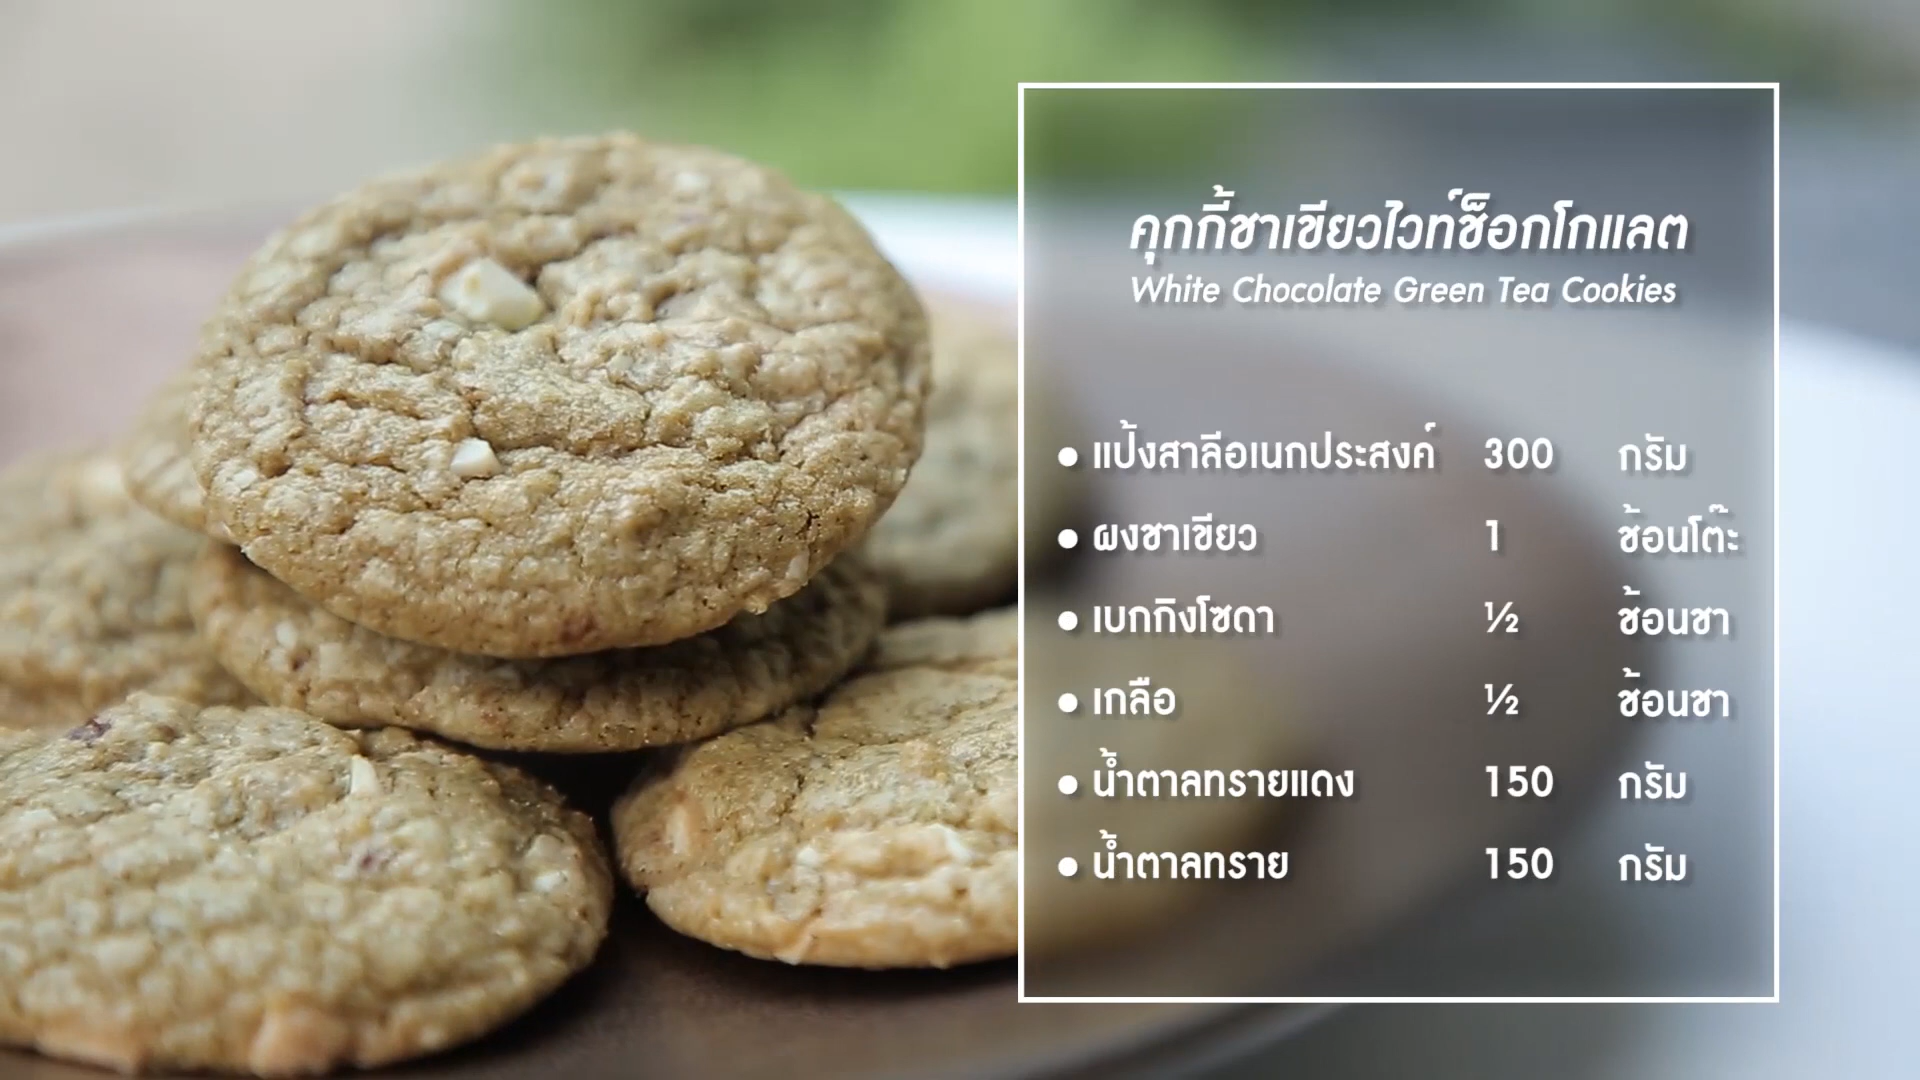 คุกกี้ชาเขียวไวท์ช็อกโกแลต
White Chocolate Green Tea Cookies
● แป้งสาลีอเนกประสงค์ 300 กรัม
● ผงชาเขียว 1 ช้อนโต๊ะ
● เบกกิงโซดา ½ ช้อนชา
● เกลือ ½ ช้อนชา
● น้ำตาลทรายแดง 150 กรัม
● น้ำตาลทราย 150 กรัม